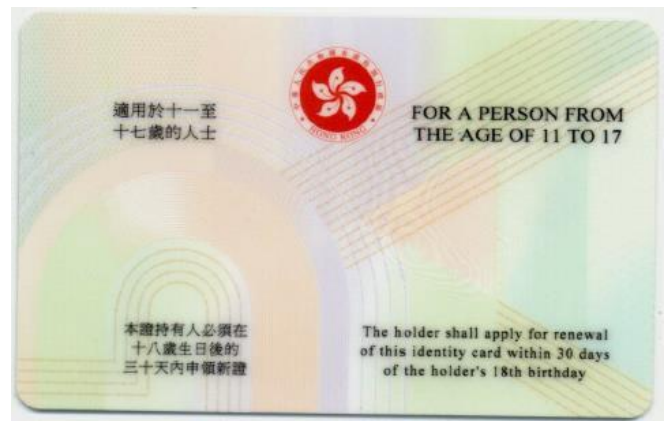 適用於十一至
十七歲的人士
FOR A PERSON FROM
THE AGE OF 11 TO 17
HONG KONG
本證持有人必須在
十八歲生日後的
三十天內申領新證
The holder shall apply for renewal
of this identity card within 30 days
of the holder's 18th birthday